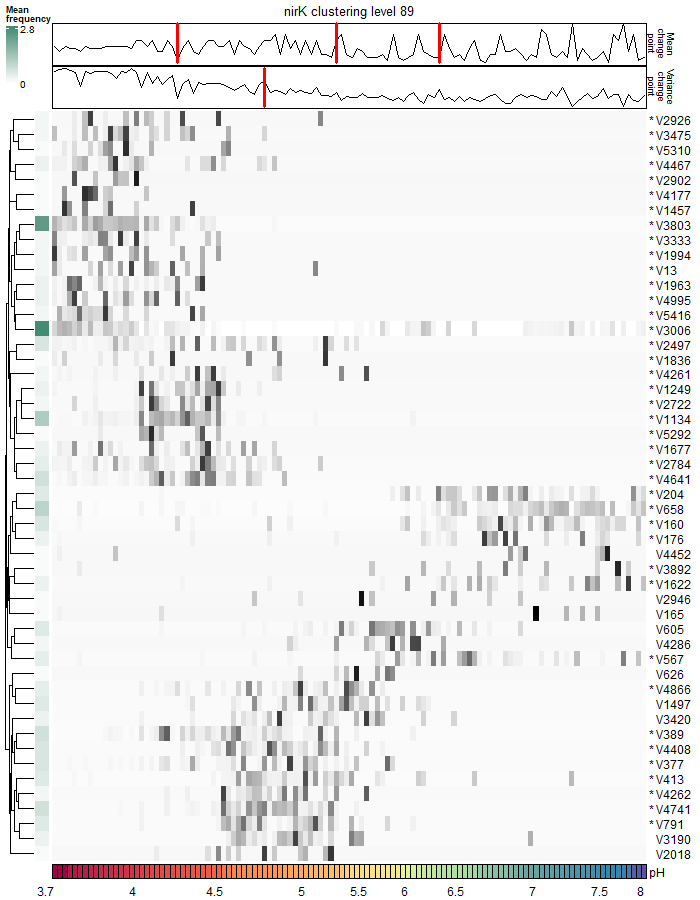 nirK clustering level 89
Mean
frequency
2.8
0
Mean
change
point
Variance
change
point
* V2926
* V3475
* V5310
* V4467
* V2902
* V4177
* V1457
* V3803
* V3333
* V1994
* V13
* V1963
* V4995
* V5416
* V3006
* V2497
* V1836
* V4261
* V1249
* V2722
* V1134
* V5292
* V1677
* V2784
* V4641
* V204
* V658
* V160
* V176
V4452
* V3892
* V1622
V2946
V165
V605
V4286
* V567
V626
* V4866
V1497
V3420
* V389
* V4408
* V377
* V413
* V4262
* V4741
* V791
V3190
V2018
pH
3.7 4 4.5 5 5.5 6 6.5 7 7.5 8